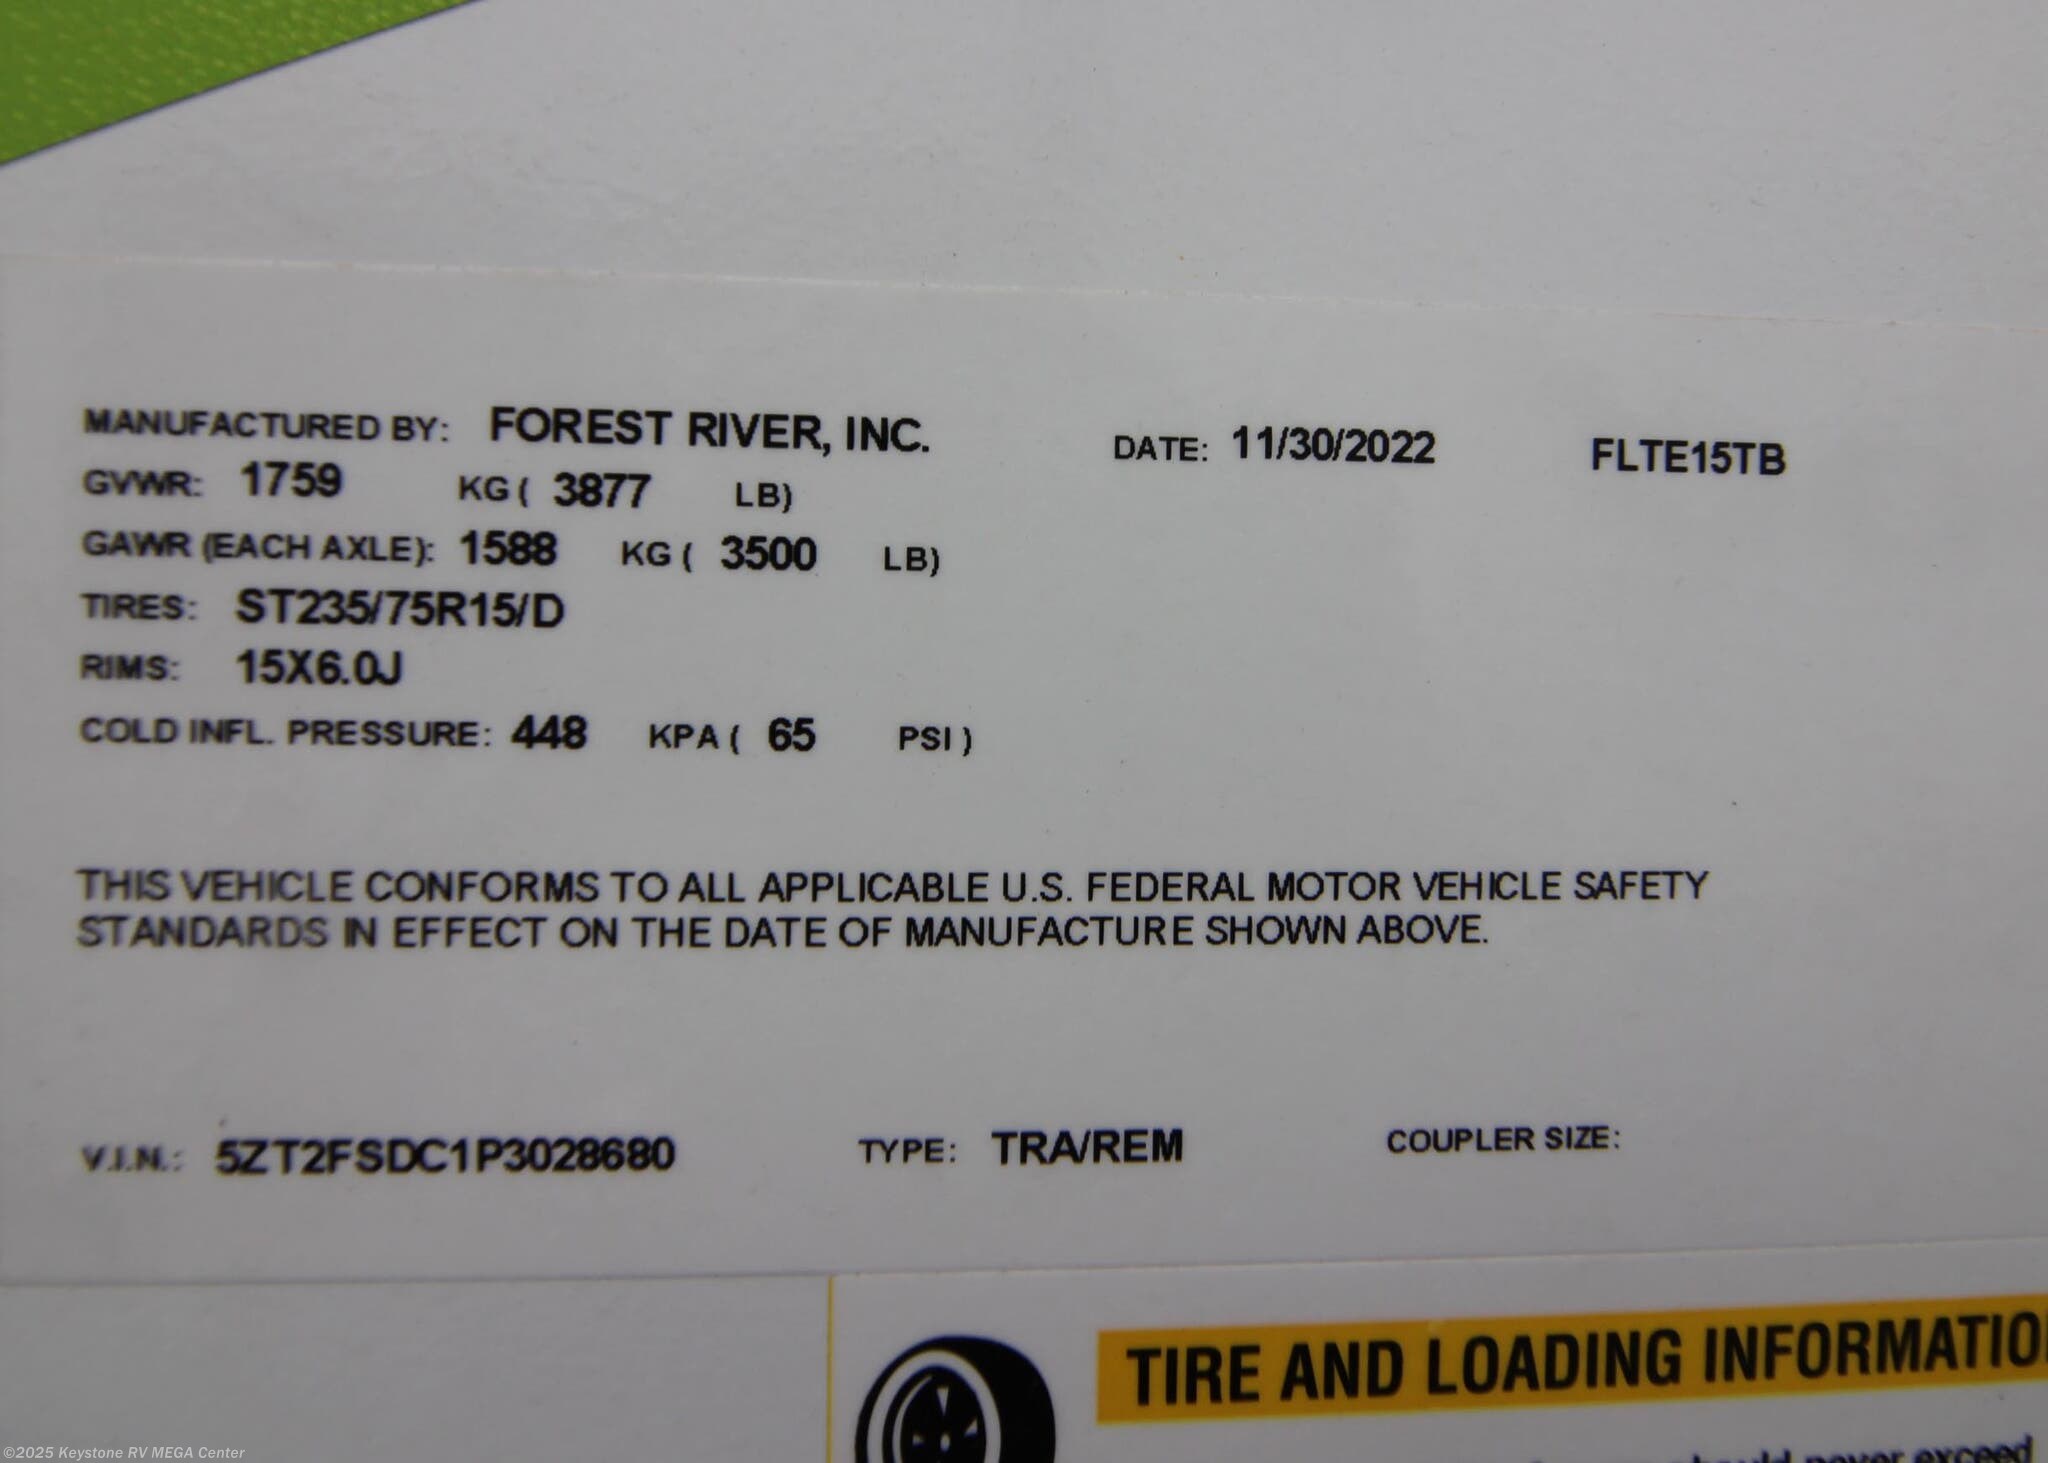 MANUFACTURED BY: FOREST RIVER, INC. DATE: 11/30/2022 FLTE15TB
GVWR: 1759 KG ( 3877 LB)
GAWR (EACH AXLE): 1588 KG ( 3500 LB)
TIRES: ST235/75R15/D
RIMS: 15X6.0J
COLD INFL. PRESSURE: 448 KPA ( 65 PSI )
THIS VEHICLE CONFORMS TO ALL APPLICABLE U.S. FEDERAL MOTOR VEHICLE SAFETY
STANDARDS IN EFFECT ON THE DATE OF MANUFACTURE SHOWN ABOVE.
V.I.N.: 5ZT2FSDC1P3028680 TYPE: TRA/REM COUPLER SIZE:
TIRE AND LOADING INFORMATIO
should never exceed
©2025 Keystone RV MEGA Center